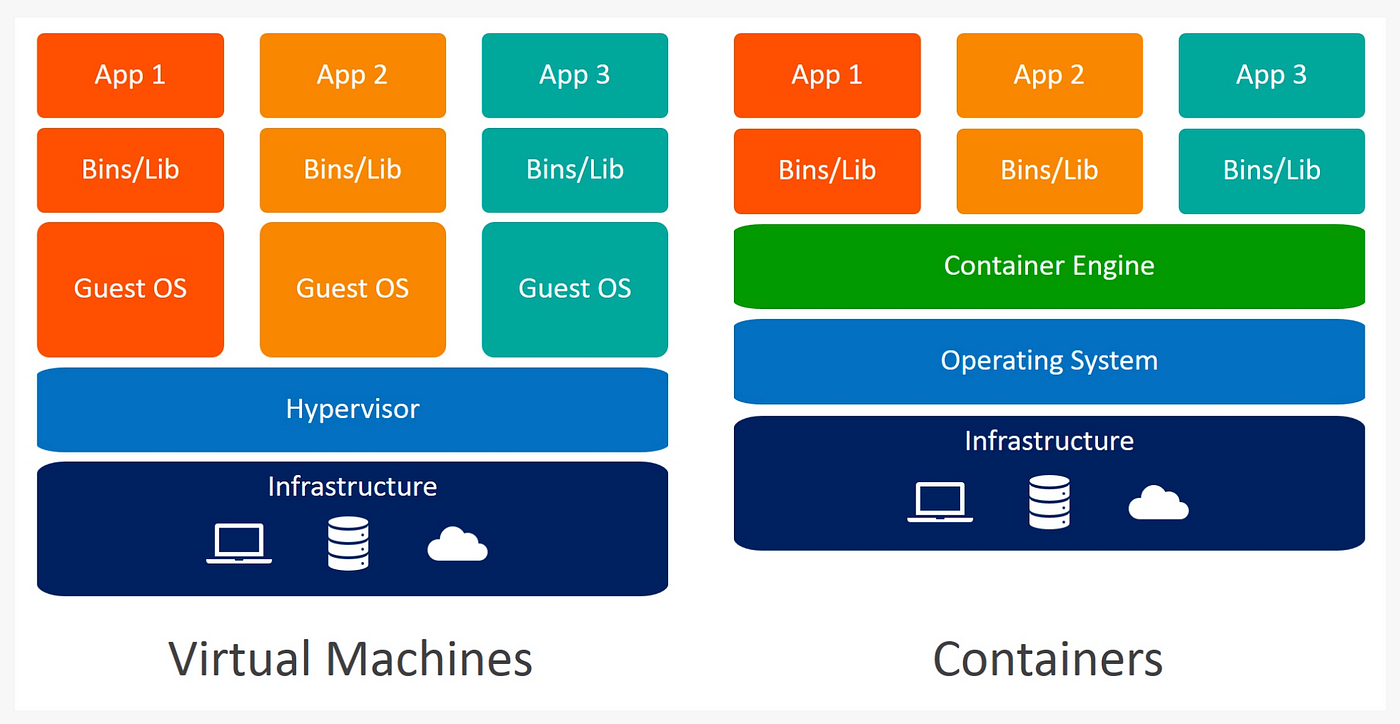 App 1
App 2
App 3
Bins/Lib
Bins/Lib
Bins/Lib
Guest OS
Guest OS
Guest OS
Hypervisor
Infrastructure
Virtual Machines
App 1
App 2
App 3
Bins/Lib
Bins/Lib
Bins/Lib
Container Engine
Operating System
Infrastructure
Containers